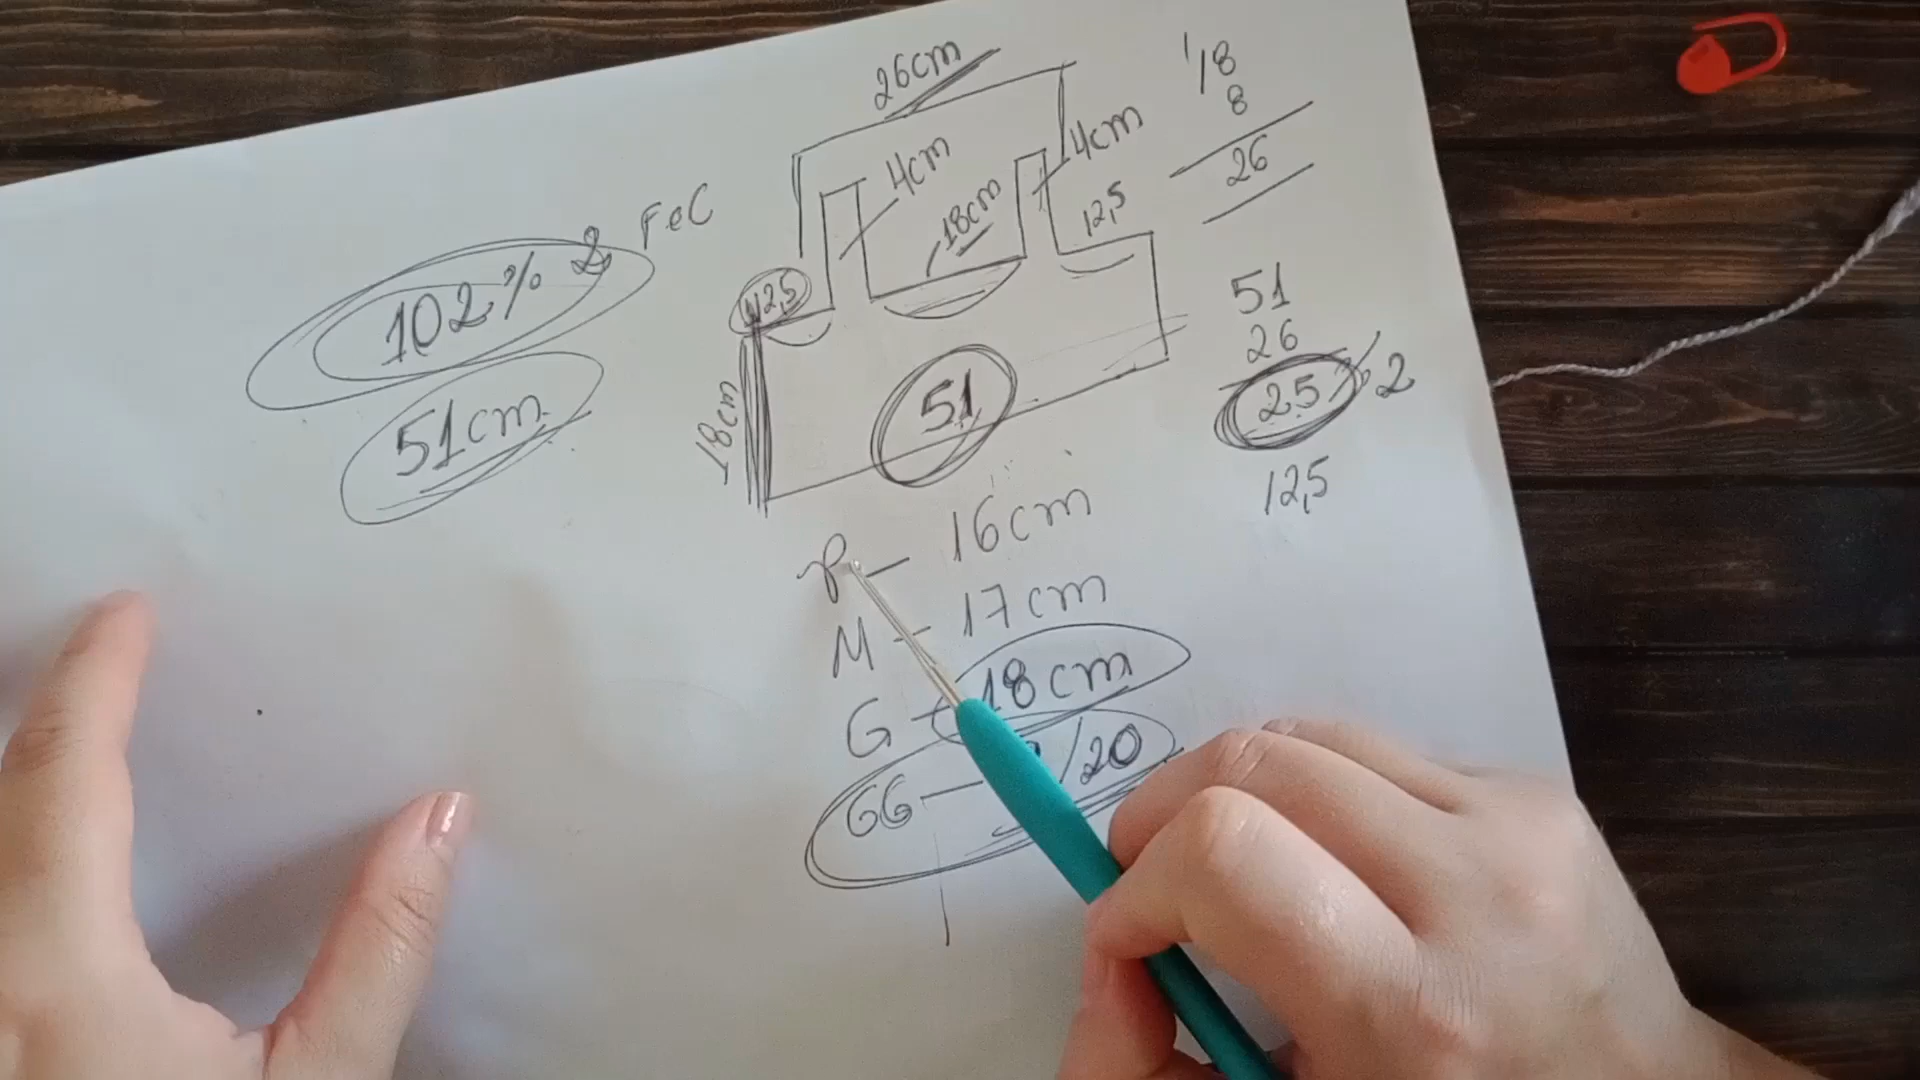 26cm
4cm
4cm
18cm
12,5
12,5
18cm
51
18
8
26
FeC
102 % 2
51cm
51
26
25 / 2
12,5
P - 16cm
M - 17cm
G - 18cm
GG - /20